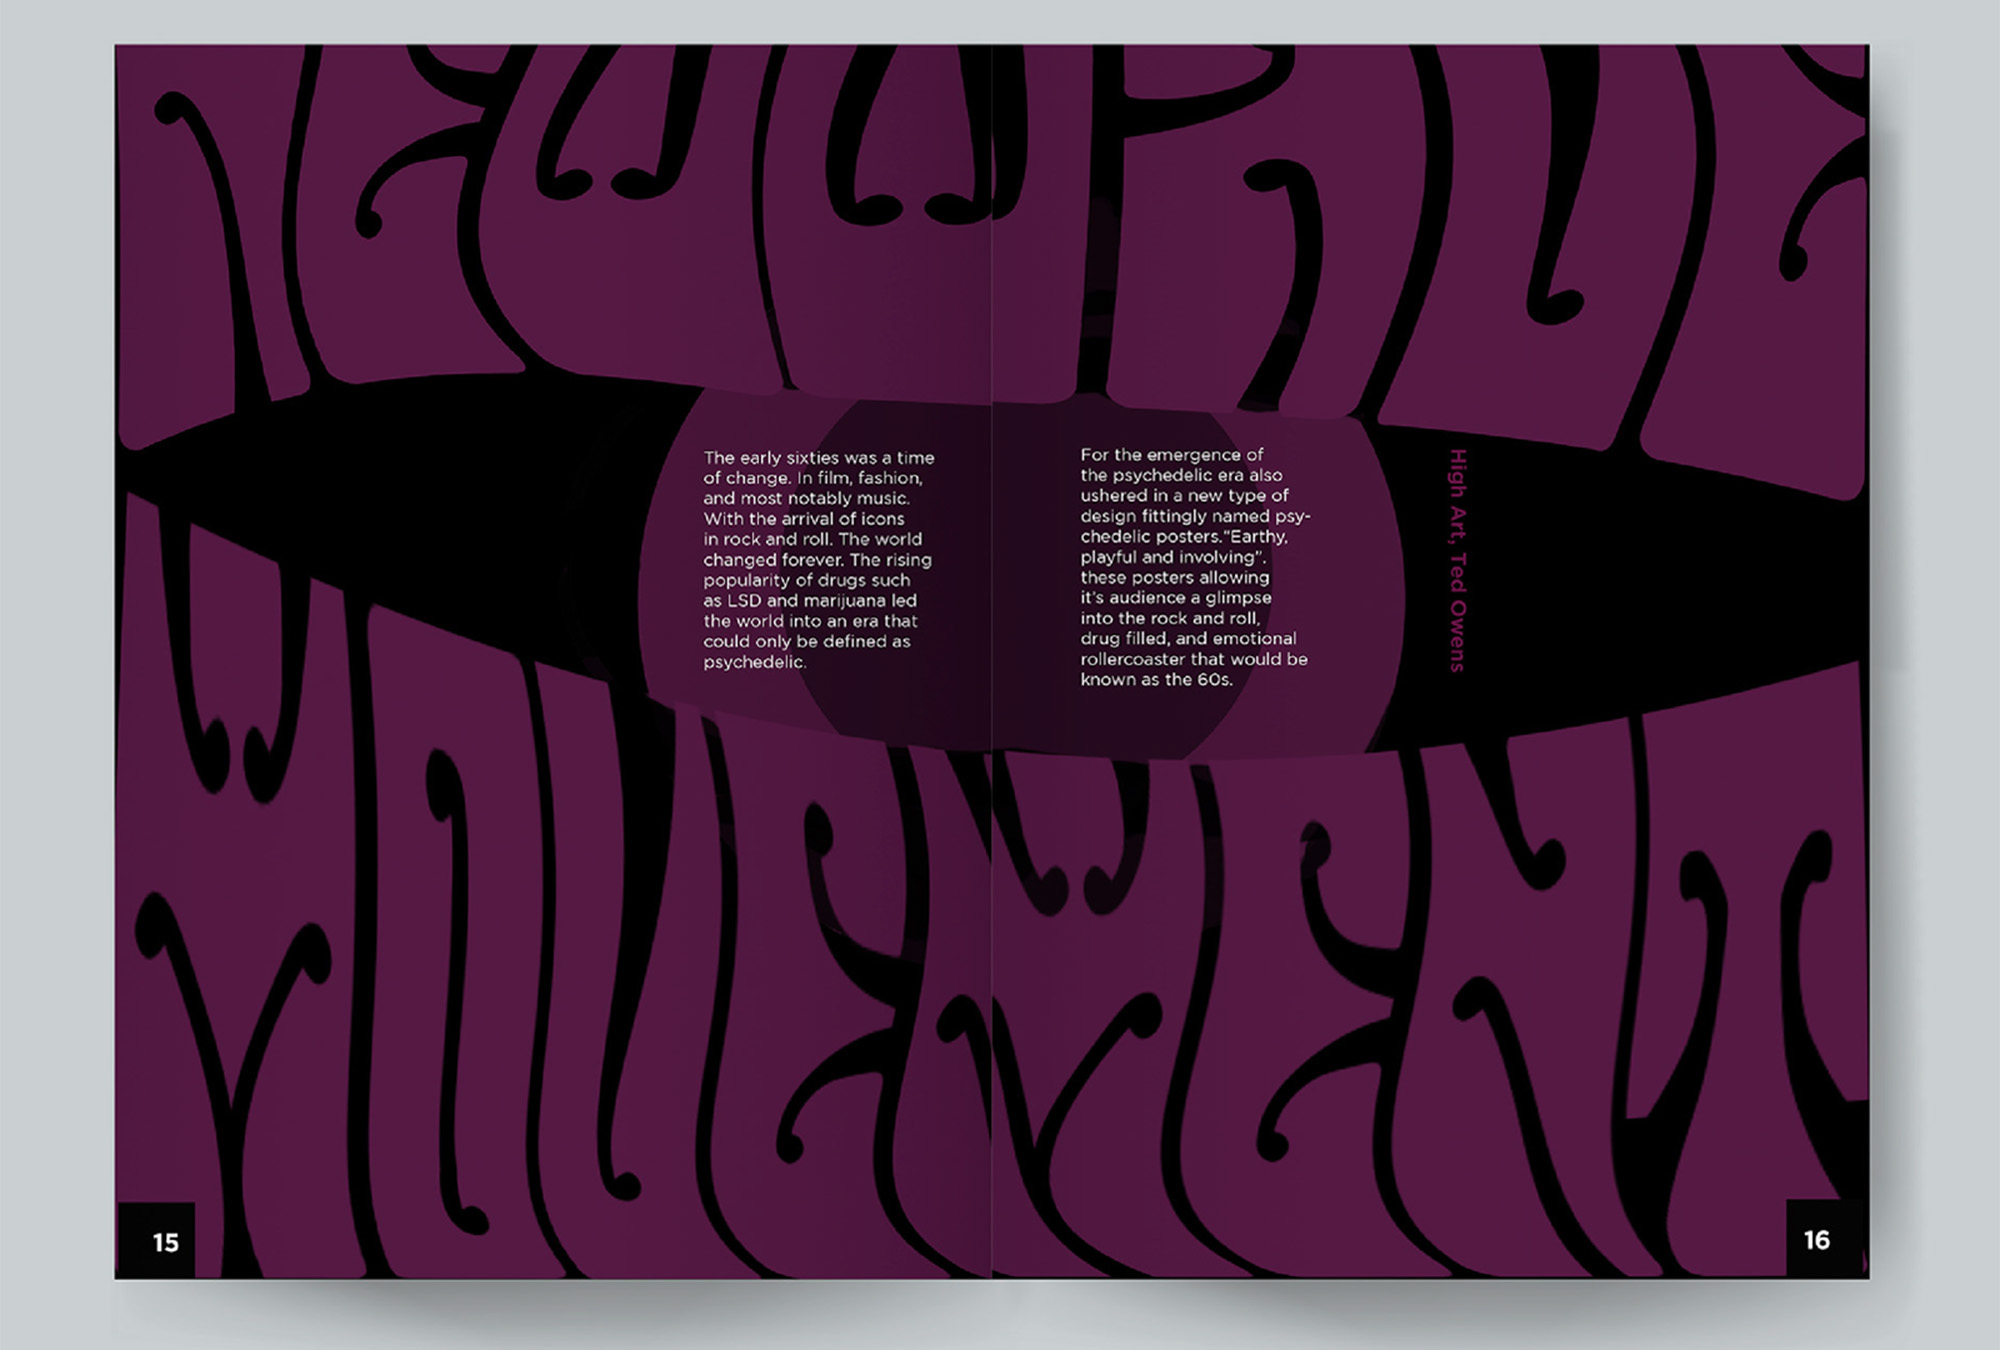 The early sixties was a time
of change. In film, fashion,
and most notably music.
With the arrival of icons
in rock and roll. The world
changed forever. The rising
popularity of drugs such
as LSD and marijuana led
the world into an era that
could only be defined as
psychedelic.
For the emergence of
the psychedelic era also
ushered in a new type of
design fittingly named psy-
chedelic posters."Earthy,
playful and involving".
these posters allowing
it's audience a glimpse
into the rock and roll,
drug filled, and emotional
rollercoaster that would be
known as the 60s.
High Art, Ted Owens
MOVEMENT
15
16